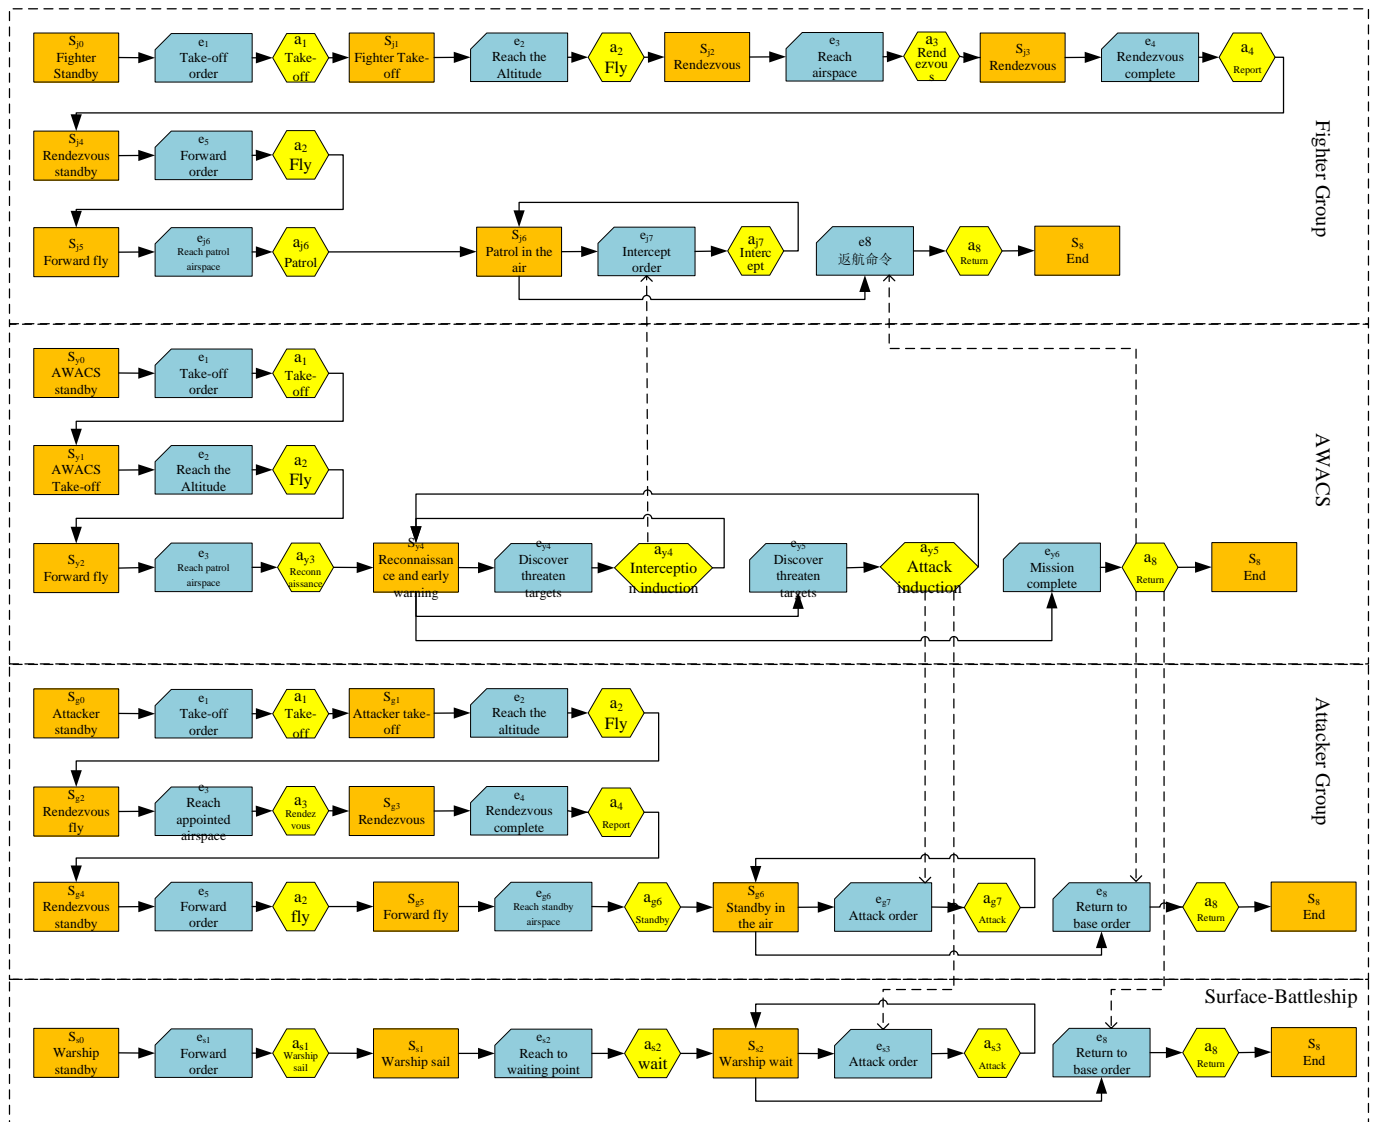 Sj0
Fighter
Standby
e1
Take-off
order
a1
Take-
off
Sj1
Fighter Take-
off
e2
Reach the
Altitude
a2
Fly
Sj2
Rendezvous
e3
Reach
airspace
a3
Rend
ezvou
s
Sj3
Rendezvous
e4
Rendezvous
complete
a4
Report
Sj4
Rendezvous
standby
e5
Forward
order
a2
Fly
Sj5
Forward fly
ej6
Reach patrol
airspace
aj6
Patrol
Sj6
Patrol in the
air
ej7
Intercept
order
aj7
Interc
ept
e8
返航命令
a8
Return
S8
End
Fighter Group
Sy0
AWACS
standby
e1
Take-off
order
a1
Take-
off
Sy1
AWACS
Take-off
e2
Reach the
Altitude
a2
Fly
Sy2
Forward fly
e3
Reach patrol
airspace
ay3
Reconn
aissance
Sy4
Reconnaissan
ce and early
warning
ey4
Discover
threaten
targets
ay4
Interceptio
n induction
ey5
Discover
threaten
targets
ay5
Attack
induction
ey6
Mission
complete
a8
Return
S8
End
AWACS
Sg0
Attacker
standby
e1
Take-off
order
a1
Take-
off
Sg1
Attacker take-
off
e2
Reach the
altitude
a2
Fly
Sg2
Rendezvous
fly
e3
Reach
appointed
airspace
a3
Rendez
vous
Sg3
Rendezvous
e4
Rendezvous
complete
a4
Report
Sg4
Rendezvous
standby
e5
Forward
order
a2
fly
Sg5
Forward fly
eg6
Reach standby
airspace
ag6
Standby
Sg6
Standby in
the air
eg7
Attack order
ag7
Attack
e8
Return to
base order
a8
Return
S8
End
Attacker Group
Surface-Battleship
Ss0
Warship
standby
es1
Forward
order
as1
Warship
sail
Ss1
Warship sail
es2
Reach to
waiting point
as2
wait
Ss2
Warship wait
es3
Attack order
as3
Attack
e8
Return to
base order
a8
Return
S8
End